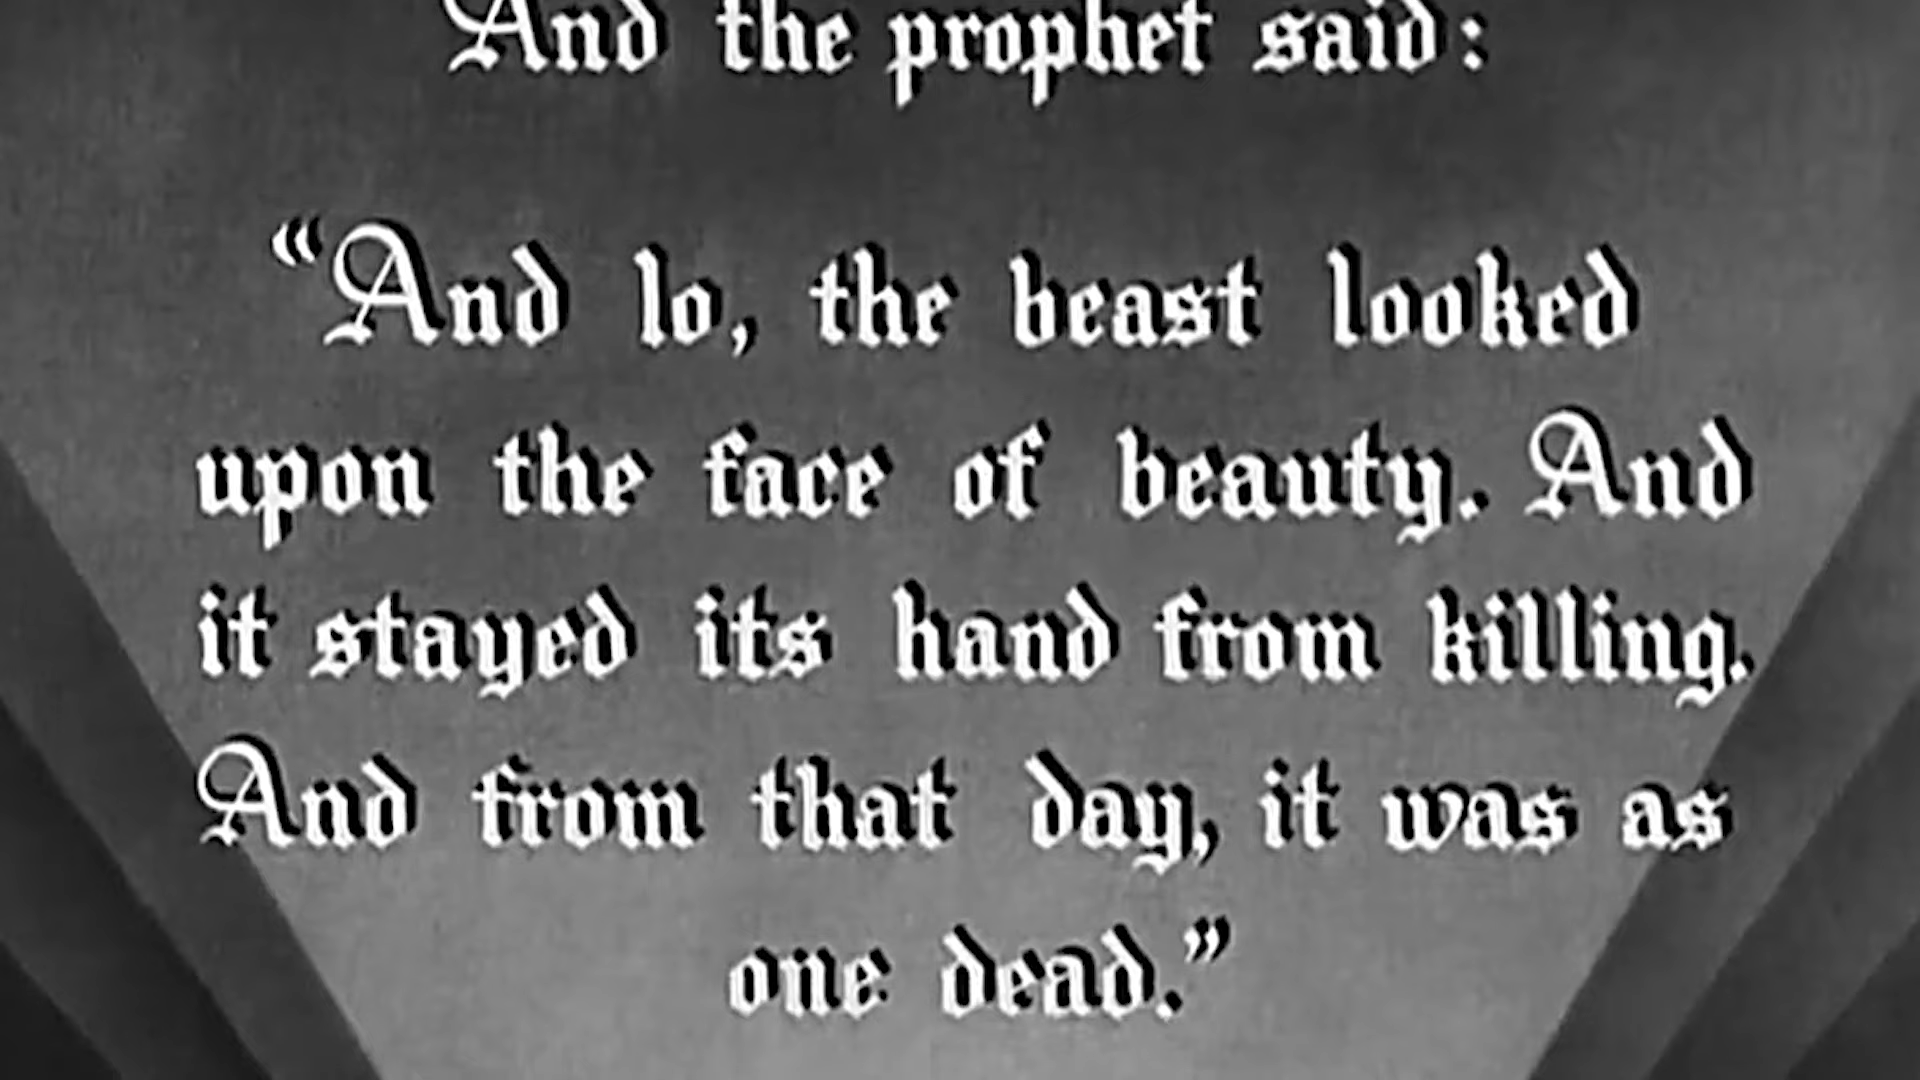 And the prophet said:
“And lo, the beast looked
upon the face of beauty. And
it stayed its hand from killing.
And from that day, it was as
one dead.”